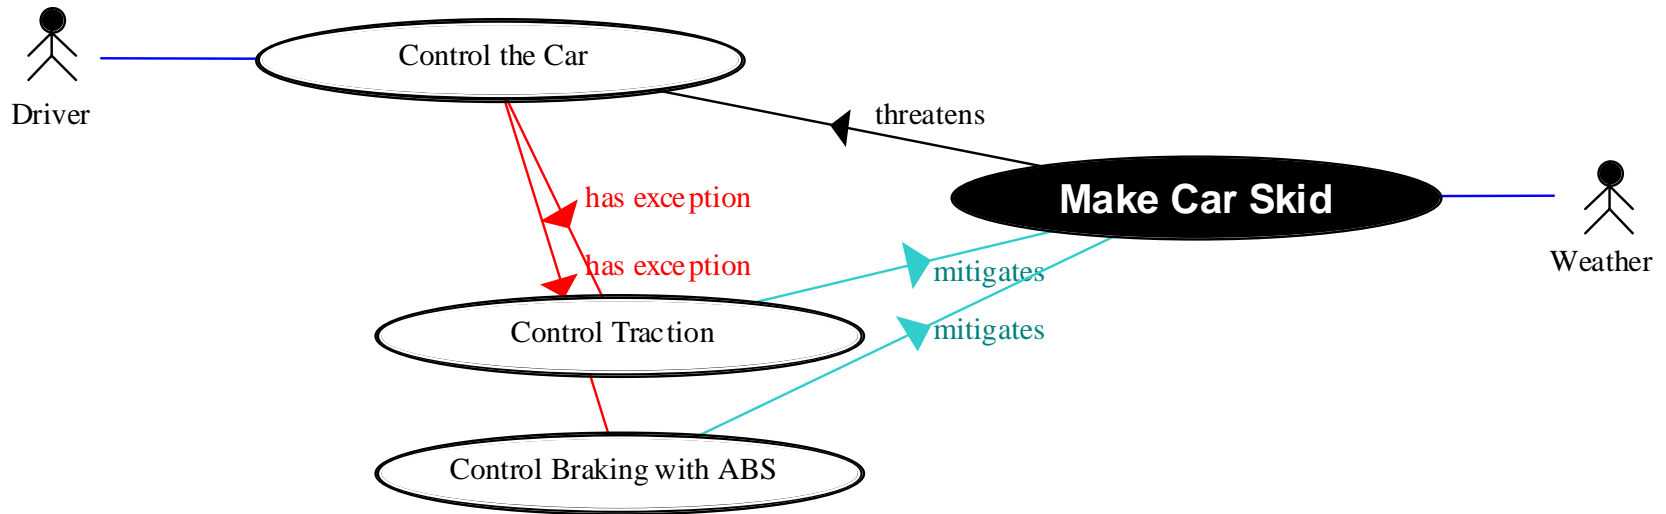 Control the Car
Driver
threatens
has exception
Make Car Skid
Weather
has exception
mitigates
Control Traction
mitigates
Control Braking with ABS